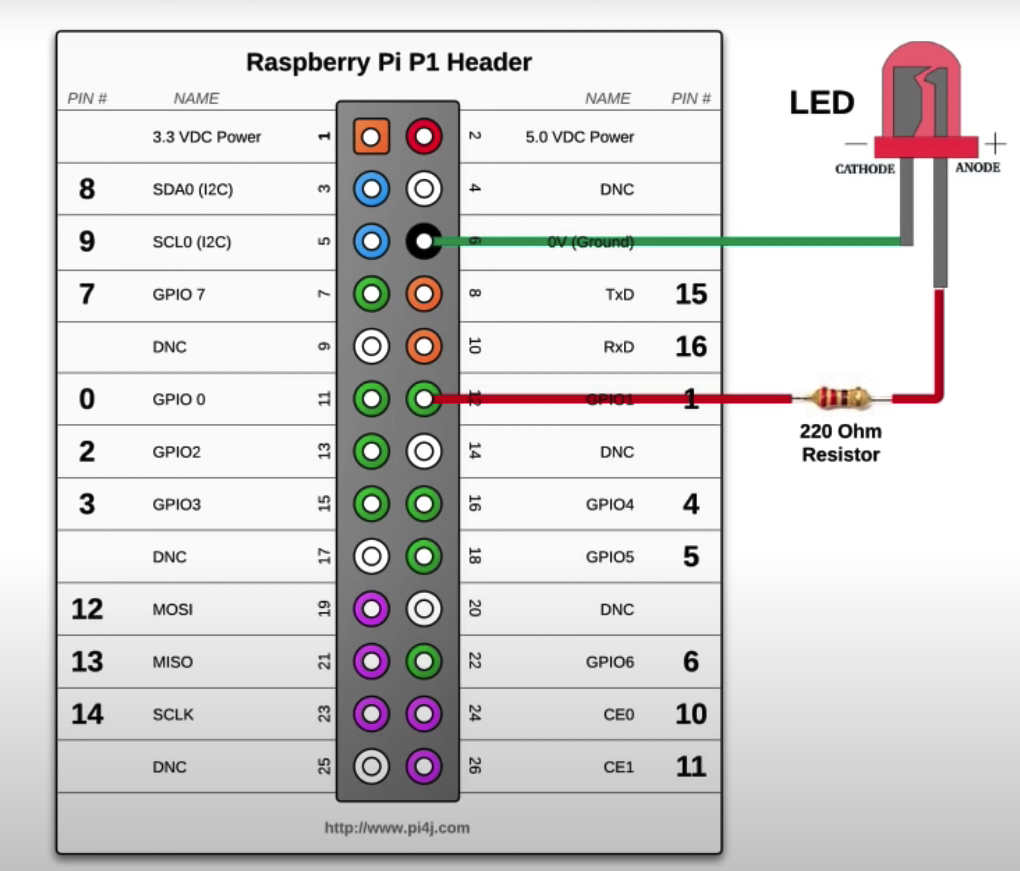 Raspberry Pi P1 Header
PIN # NAME NAME PIN #
3.3 VDC Power 1 2 5.0 VDC Power
8 SDA0 (I2C) 3 4 DNC
9 SCL0 (I2C) 5 6 0V (Ground)
7 GPIO 7 7 8 TxD 15
DNC 9 10 RxD 16
0 GPIO 0 11 12 GPIO1 1
2 GPIO2 13 14 DNC
3 GPIO3 15 16 GPIO4 4
DNC 17 18 GPIO5 5
12 MOSI 19 20 DNC
13 MISO 21 22 GPIO6 6
14 SCLK 23 24 CE0 10
DNC 25 26 CE1 11
http://www.pi4j.com
LED
− +
CATHODE ANODE
220 Ohm
Resistor